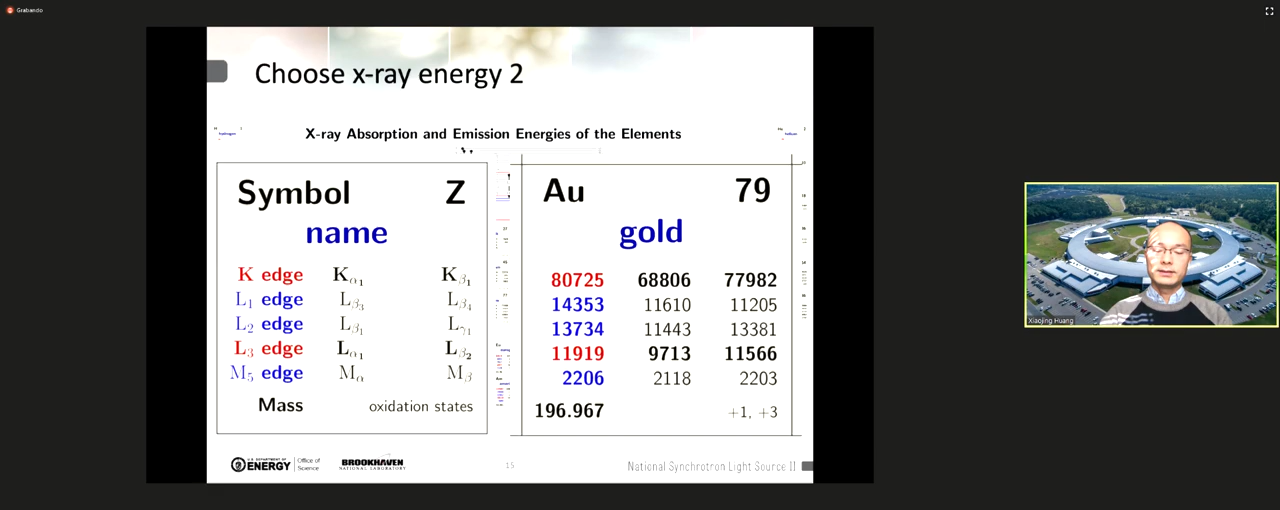 Grabando
Choose x-ray energy 2
X-ray Absorption and Emission Energies of the Elements
Symbol Z
name
K edge Kα1 Kβ1
L1 edge Lβ3 Lβ4
L2 edge Lβ1 Lγ1
L3 edge Lα1 Lβ2
M5 edge Mα Mβ
Mass oxidation states
Au 79
gold
80725 68806 77982
14353 11610 11205
13734 11443 13381
11919 9713 11566
2206 2118 2203
196.967 +1, +3
U.S. DEPARTMENT OF
ENERGY
Office of
Science
BROOKHAVEN
NATIONAL LABORATORY
15
National Synchrotron Light Source II
Xiaojing Huang